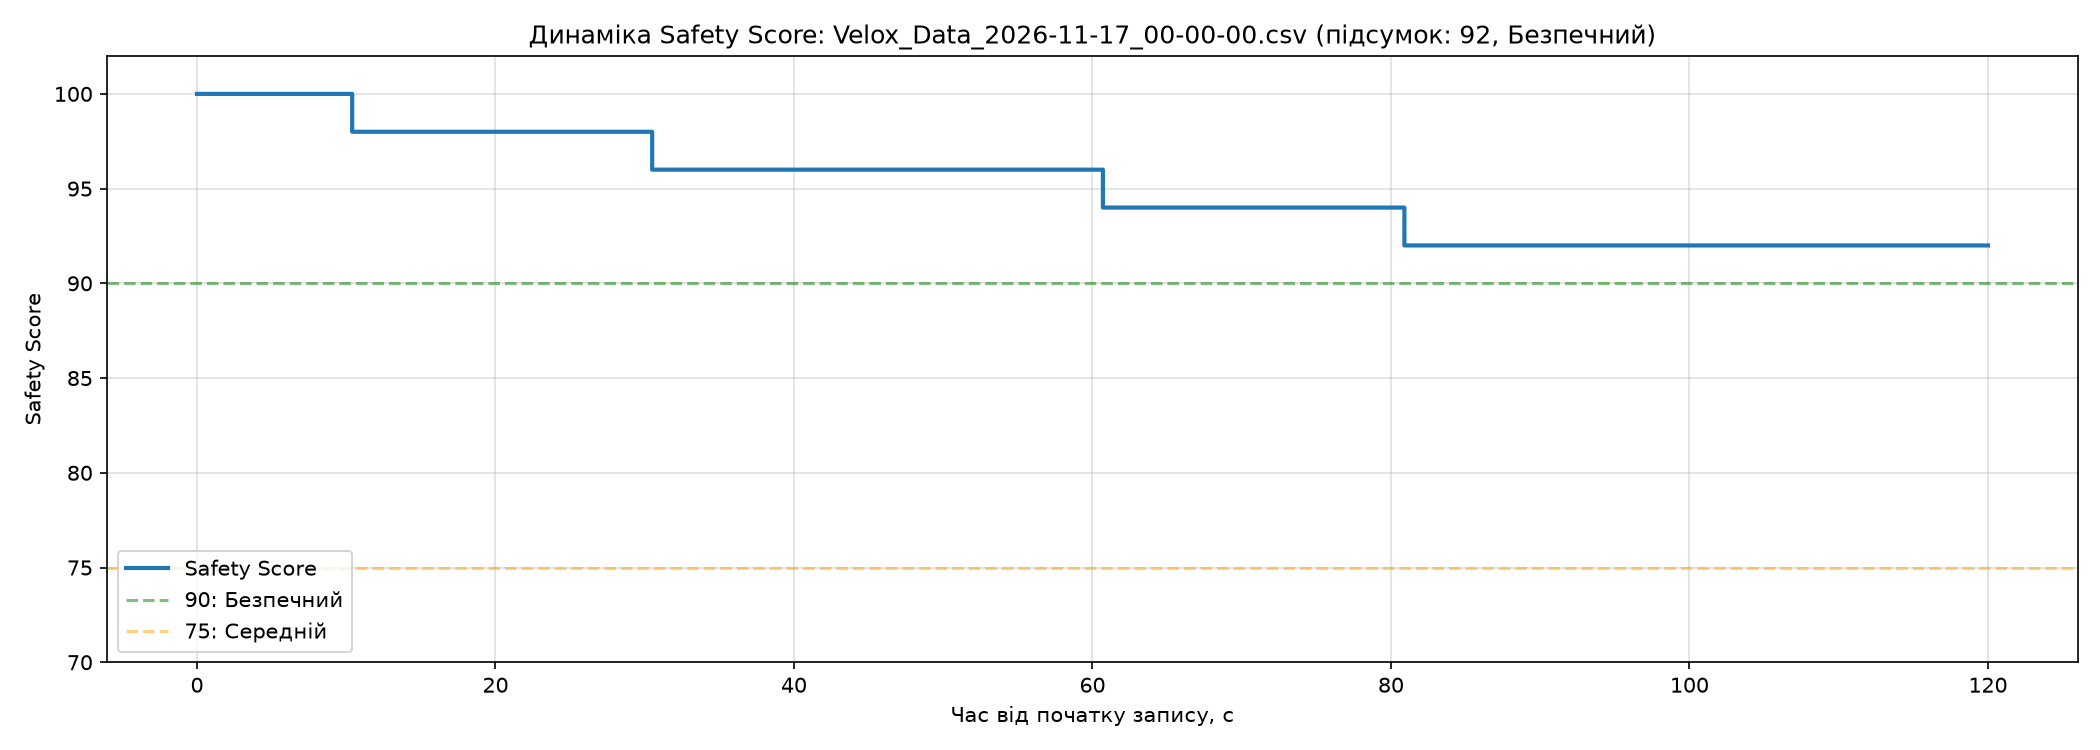 Динаміка Safety Score: Velox_Data_2026-11-17_00-00-00.csv (підсумок: 92, Безпечний)
Safety Score
100
95
90
85
80
75
70
Safety Score
90: Безпечний
75: Середній
0 20 40 60 80 100 120
Час від початку запису, с